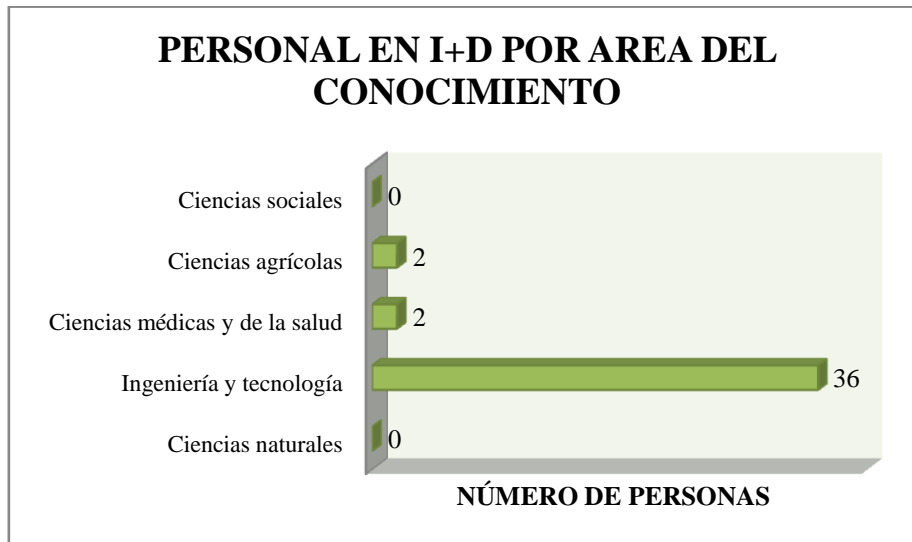 PERSONAL EN I+D POR AREA DEL
CONOCIMIENTO
Ciencias sociales 0
Ciencias agrícolas 2
Ciencias médicas y de la salud 2
Ingeniería y tecnología 36
Ciencias naturales 0
NÚMERO DE PERSONAS